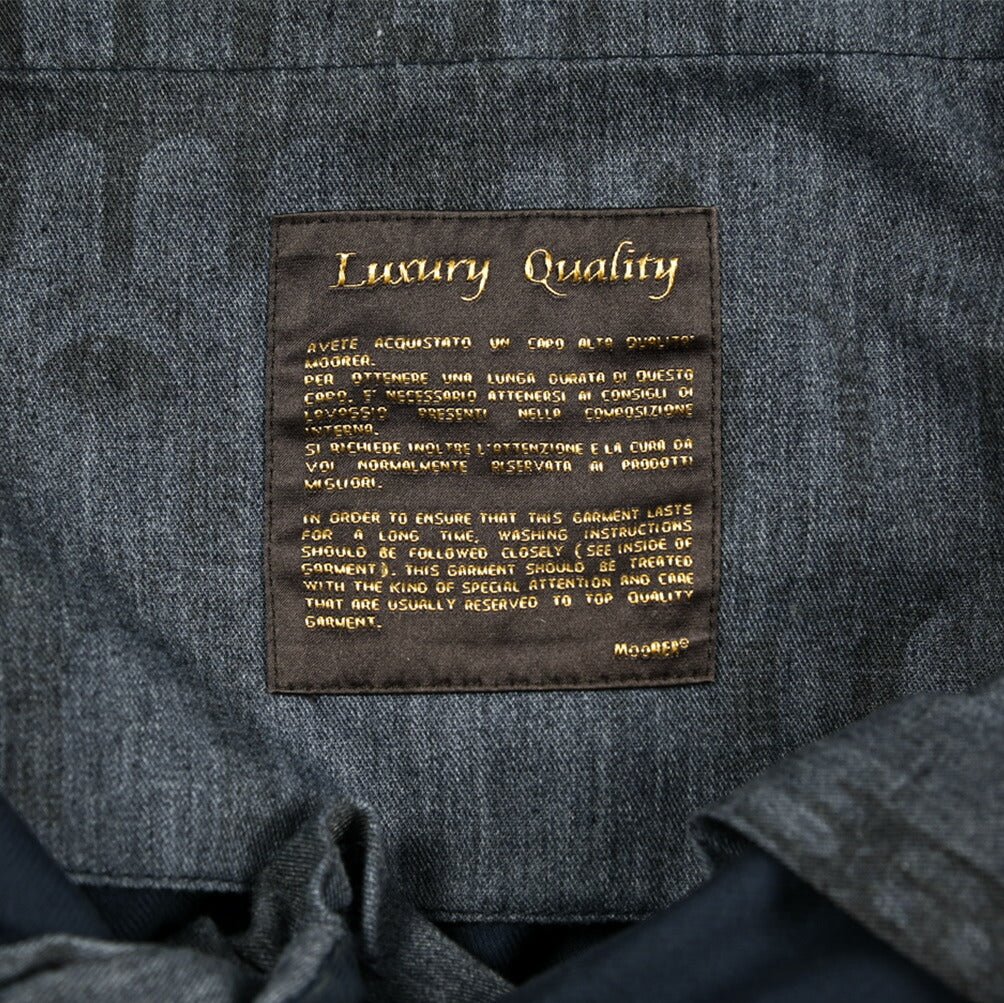 Luxury Quality
AVETE ACQUISTATO UN CAPO ALTA QUALITA'
MOORER.
PER OTTENERE UNA LUNGA DURATA DI QUESTO
CAPO, E' NECESSARIO ATTENERSI AI CONSIGLI DI
LAVAGGIO PRESENTI NELLA COMPOSIZIONE
INTERNA.
SI RICHIEDE INOLTRE L'ATTENZIONE E LA CURA DA
VOI NORMALMENTE RISERVATA AI PRODOTTI
MIGLIORI.
IN ORDER TO ENSURE THAT THIS GARMENT LASTS
FOR A LONG TIME, WASHING INSTRUCTIONS
SHOULD BE FOLLOWED CLOSELY (SEE INSIDE OF
GARMENT). THIS GARMENT SHOULD BE TREATED
WITH THE KIND OF SPECIAL ATTENTION AND CARE
THAT ARE USUALLY RESERVED TO TOP QUALITY
GARMENT.
MOORER®